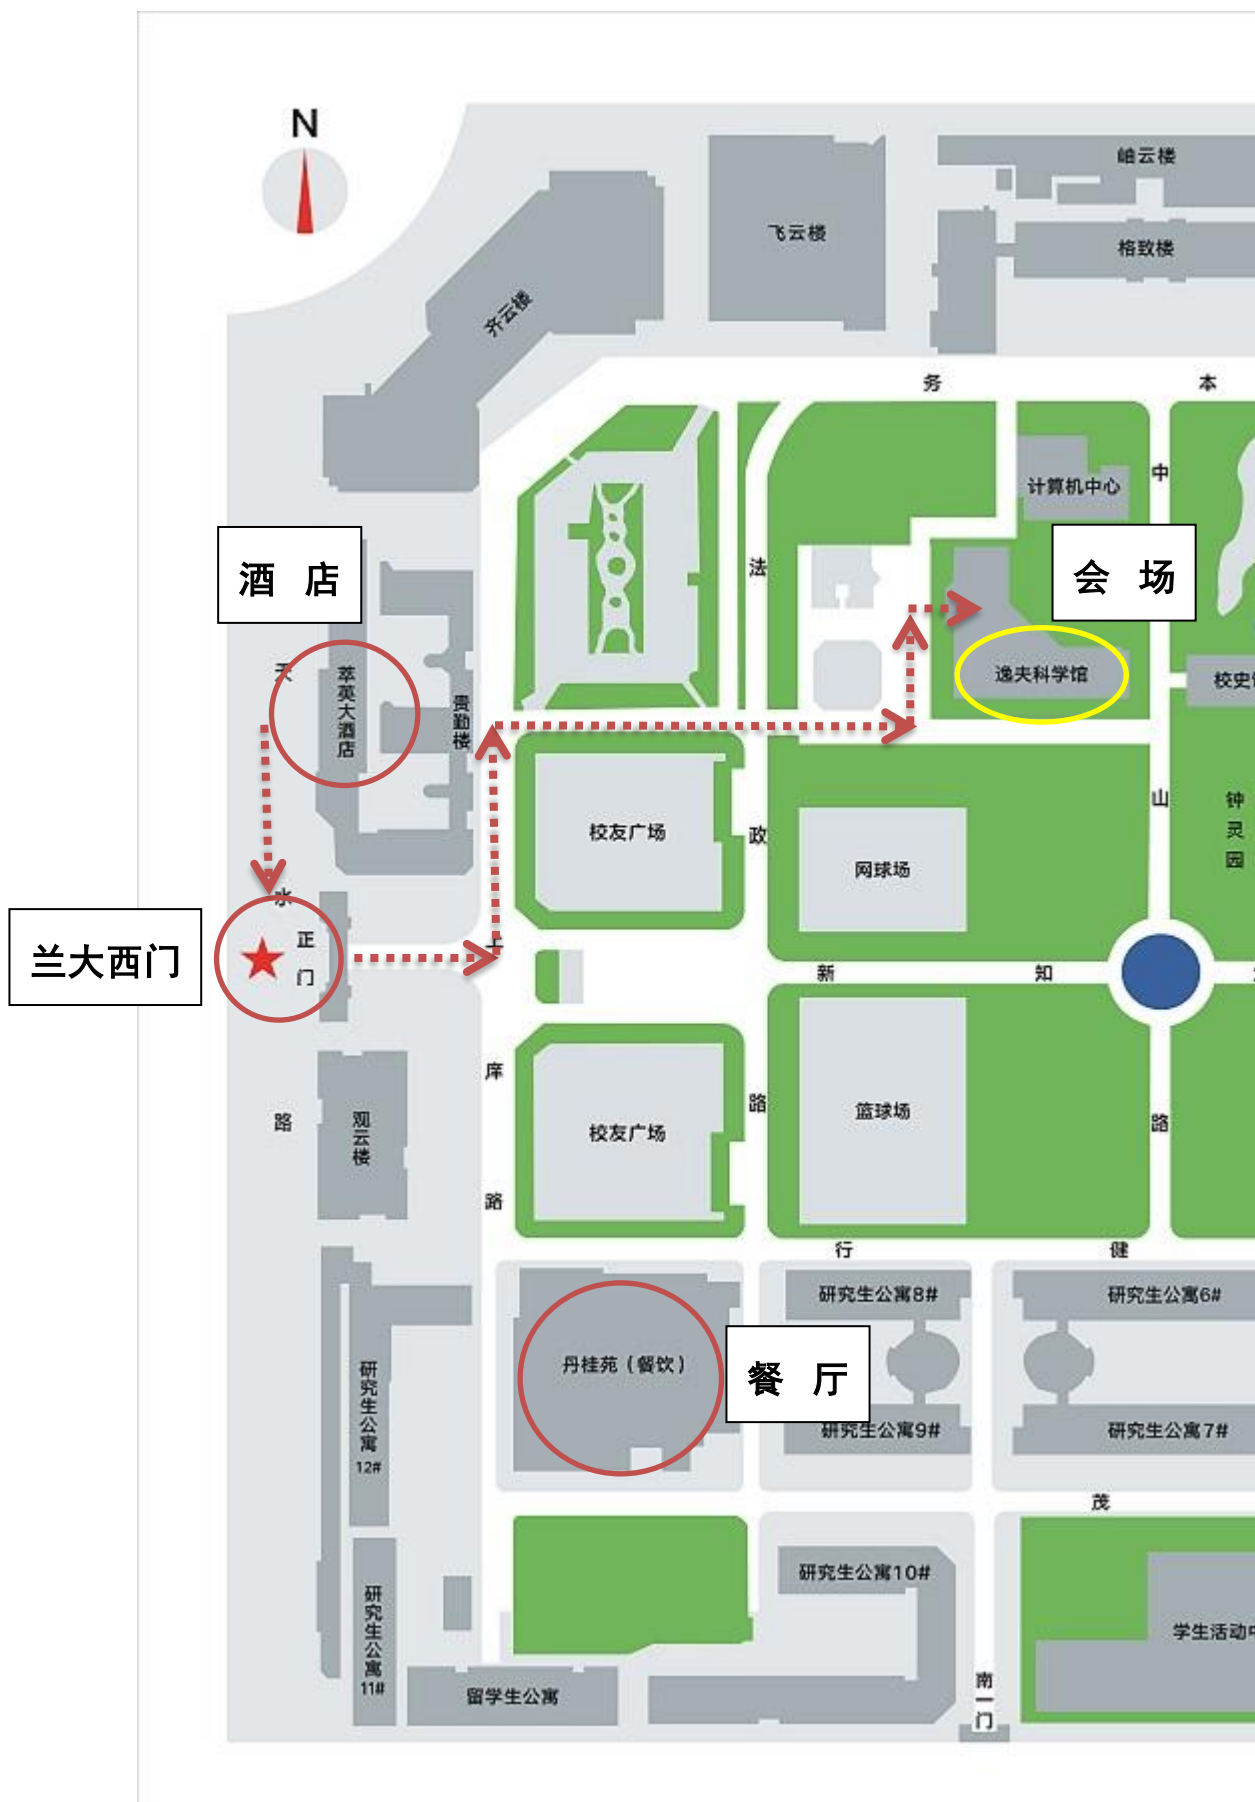 N
岫云楼
飞云楼
格致楼
齐云楼
务
本
计算机中心
中
酒 店
会 场
法
天
萃英大酒店
贵勤楼
逸夫科学馆
校史
校友广场
政
网球场
山
钟灵园
水
兰大西门
正门
士
新
知
庠
路
观云楼
校友广场
路
篮球场
路
路
行
健
研究生公寓8#
研究生公寓6#
丹桂苑（餐饮）
餐 厅
研究生公寓12#
研究生公寓9#
研究生公寓7#
茂
研究生公寓10#
研究生公寓11#
学生活动中
留学生公寓
南一门